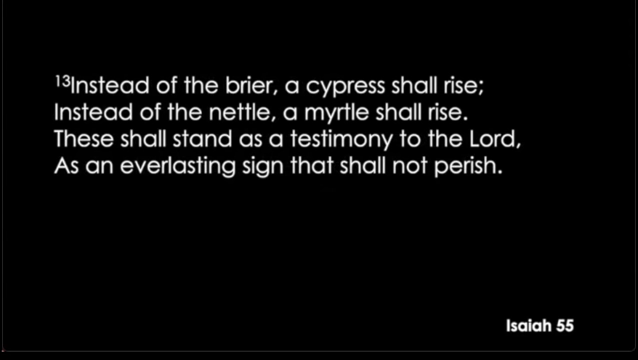 13Instead of the brier, a cypress shall rise;
Instead of the nettle, a myrtle shall rise.
These shall stand as a testimony to the Lord,
As an everlasting sign that shall not perish.
Isaiah 55